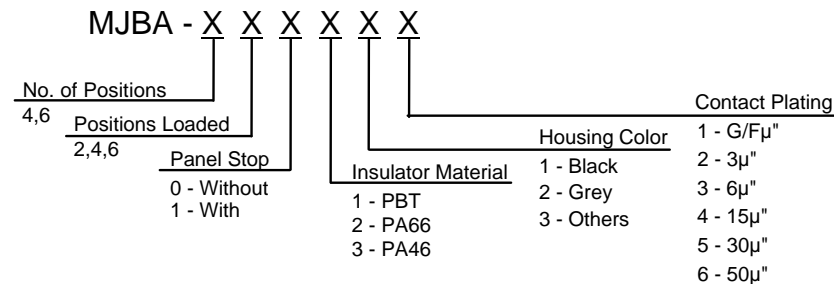 MJBA - X X X X X X
No. of Positions
4,6
Positions Loaded
2,4,6
Panel Stop
0 - Without
1 - With
Insulator Material
1 - PBT
2 - PA66
3 - PA46
Housing Color
1 - Black
2 - Grey
3 - Others
Contact Plating
1 - G/Fµ"
2 - 3µ"
3 - 6µ"
4 - 15µ"
5 - 30µ"
6 - 50µ"